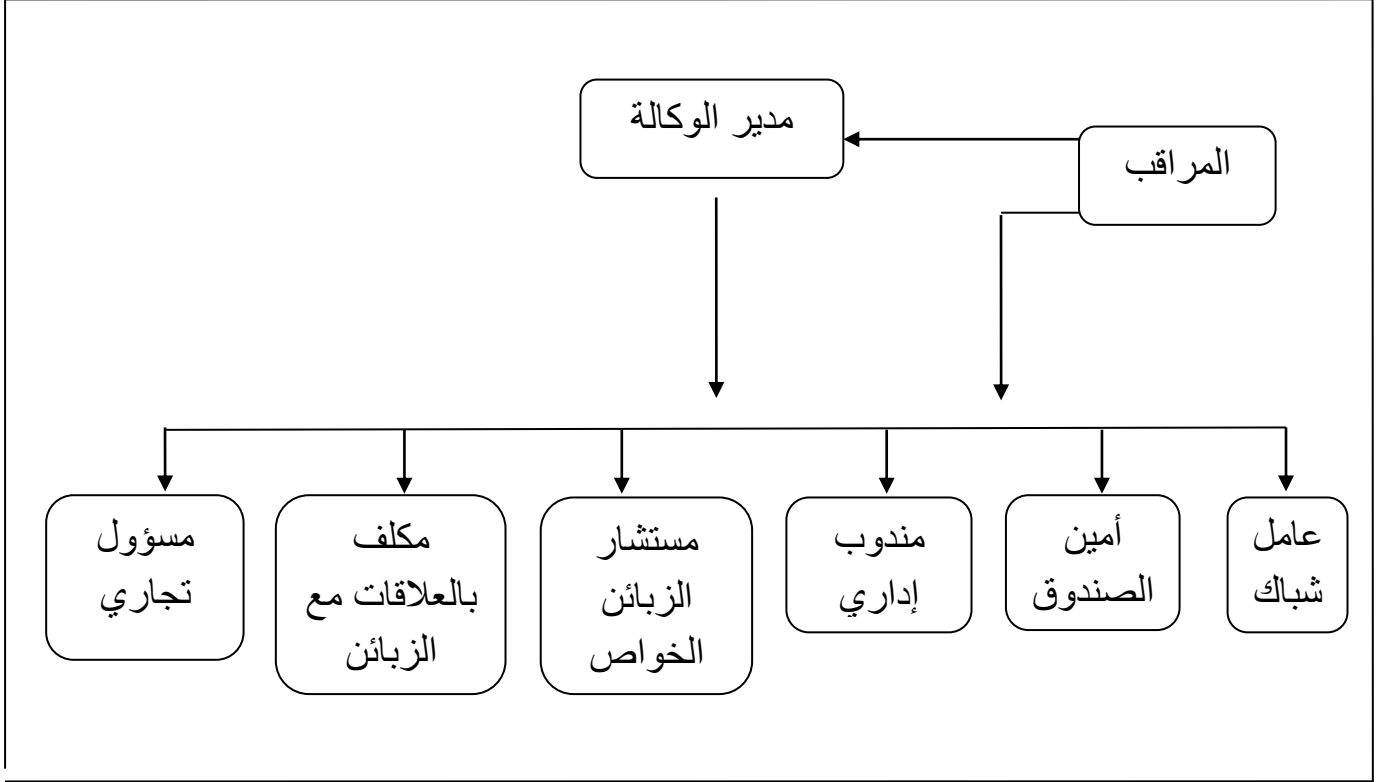 مدير الوكالة
المراقب
عامل
شباك
أمين
الصندوق
مندوب
إداري
مستشار
الزبائن
الخواص
مكلف
بالعلاقات مع
الزبائن
مسؤول
تجاري